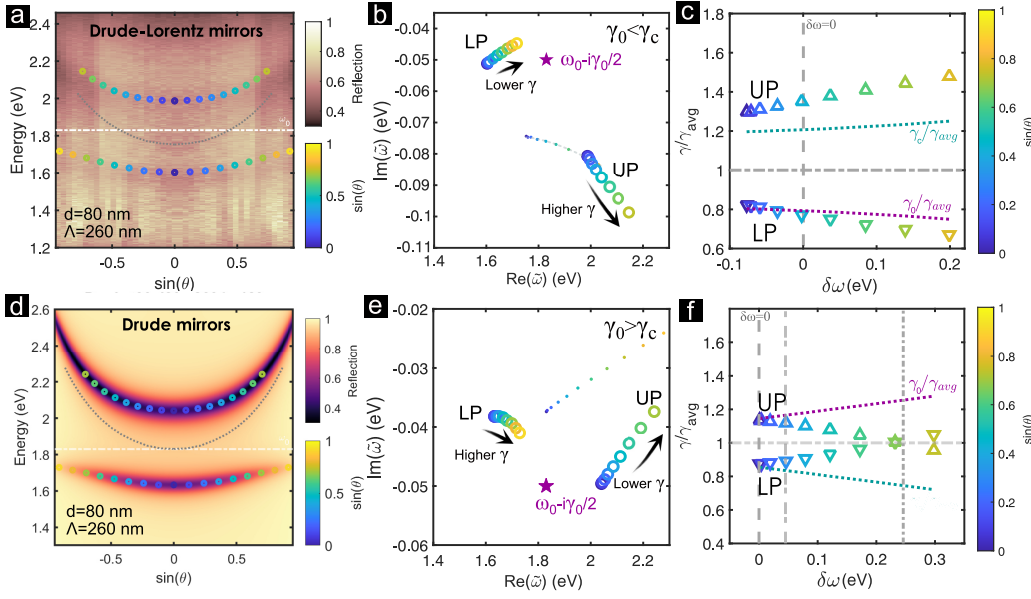 a
Drude-Lorentz mirrors
ω₀
d=80 nm
Λ=260 nm
Energy (eV)
2.4
2.2
2
1.8
1.6
1.4
1.2
-0.5
0
0.5
sin(θ)
1
0.8
0.6
0.4
Reflection
1
0.5
0
sin(θ)
b
γ₀<γc
LP
Lower γ
ω₀-iγ₀/2
UP
Higher γ
Im(ω̃) (eV)
-0.03
-0.04
-0.05
-0.06
-0.07
-0.08
-0.09
-0.1
-0.11
1.4
1.6
1.8
2
2.2
Re(ω̃) (eV)
c
δω=0
UP
γc/γavg
γ₀/γavg
LP
γ/γavg
1.8
1.6
1.4
1.2
1
0.8
0.6
-0.1
0
0.1
0.2
δω(eV)
1
0.8
0.6
0.4
0.2
0
sin(θ)
d
Drude mirrors
d=80 nm
Λ=260 nm
Energy (eV)
2.6
2.4
2.2
2
1.8
1.6
1.4
-0.5
0
0.5
sin(θ)
1
0.8
0.6
0.4
Reflection
1
0.5
0
sin(θ)
e
γ₀>γc
LP
Higher γ
UP
Lower γ
ω₀-iγ₀/2
Im(ω̃) (eV)
-0.02
-0.03
-0.04
-0.05
-0.06
1.4
1.6
1.8
2
2.2
Re(ω̃) (eV)
f
δω=0
γ₀/γavg
UP
LP
γ/γavg
1.8
1.6
1.4
1.2
1
0.8
0.6
0.4
0
0.1
0.2
0.3
δω(eV)
1
0.8
0.6
0.4
0.2
0
sin(θ)